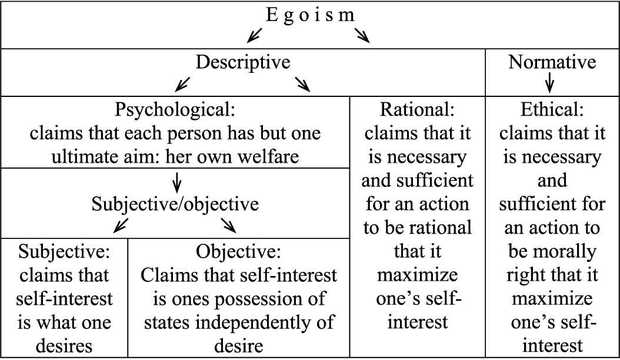 Egoism
Descriptive
Normative
Psychological:
claims that each person has but one
ultimate aim: her own welfare
Subjective/objective
Subjective:
claims that
self-interest
is what one
desires
Objective:
Claims that self-interest
is ones possession of
states independently of
desire
Rational:
claims that it
is necessary
and sufficient
for an action
to be rational
that it
maximize
one's self-
interest
Ethical:
claims that it
is necessary
and
sufficient for
an action to
be morally
right that it
maximize
one's self-
interest